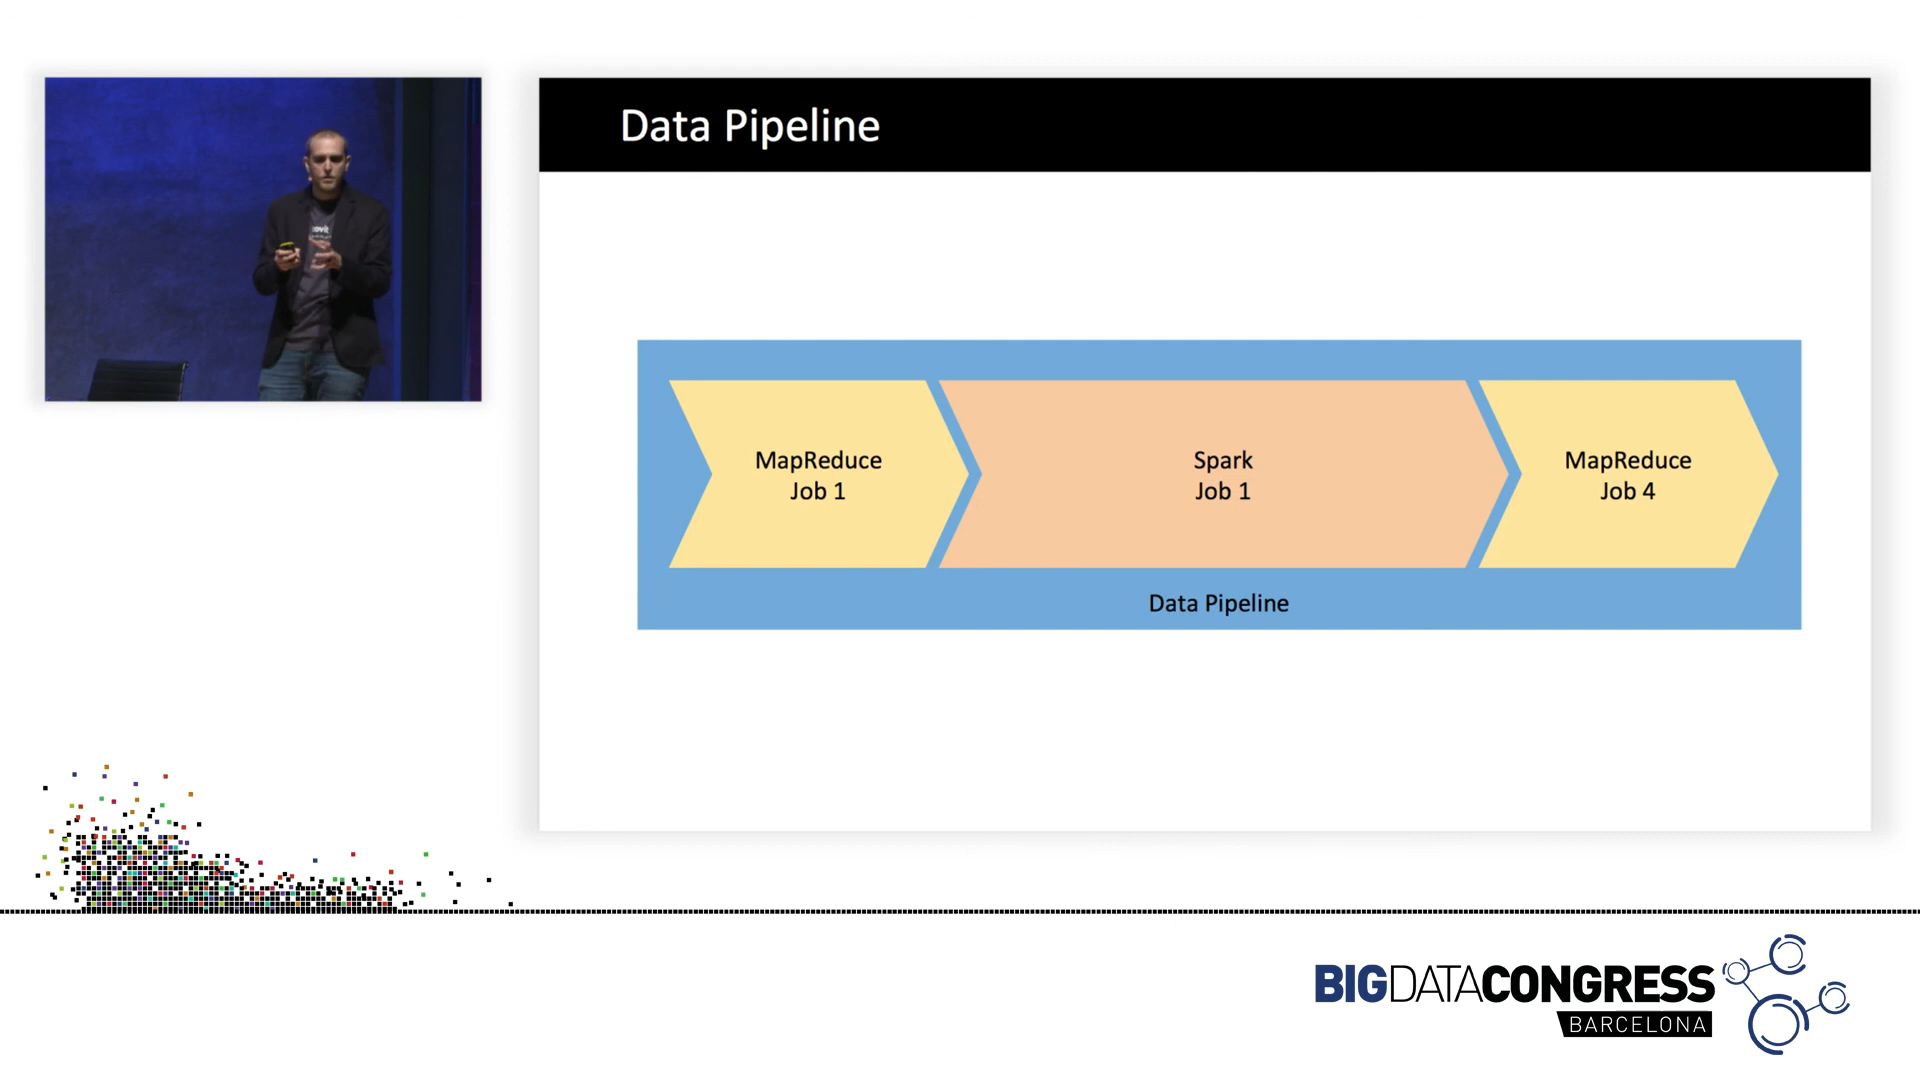 Data Pipeline
MapReduce
Job 1
Spark
Job 1
MapReduce
Job 4
Data Pipeline
BIGDATACONGRESS
BARCELONA